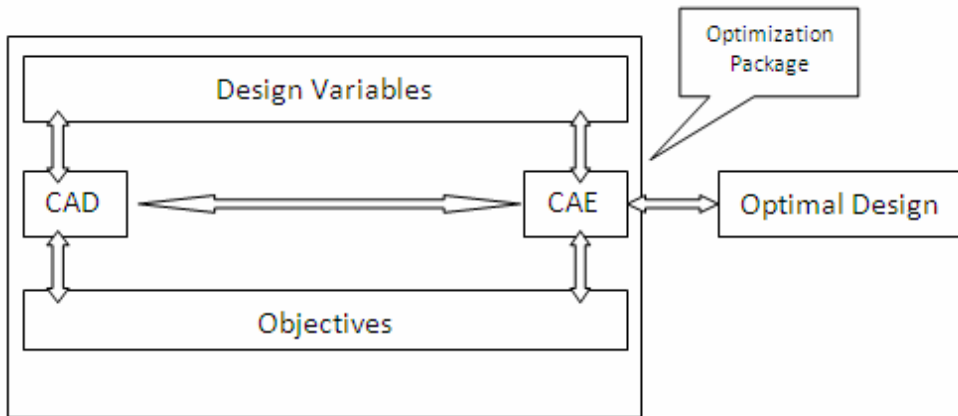 Optimization
Package
Design Variables
CAD
CAE
Optimal Design
Objectives